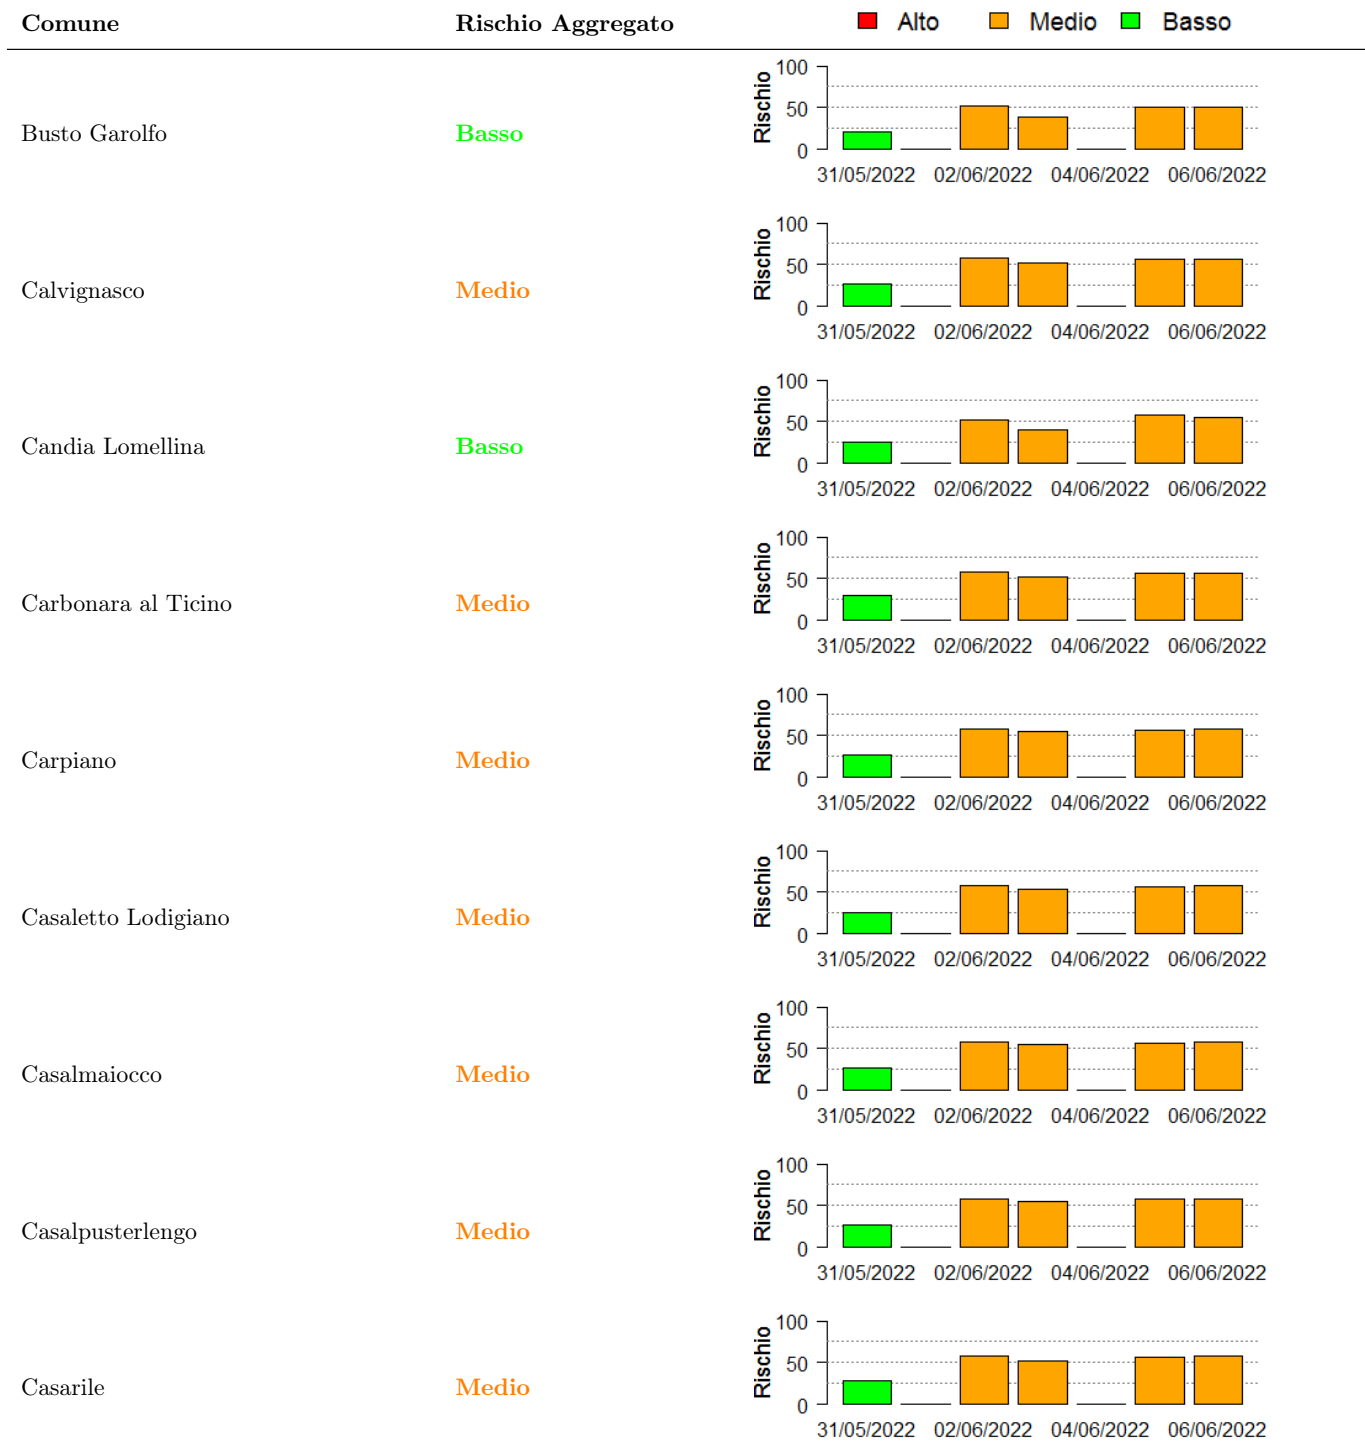 Comune Rischio Aggregato Alto Medio Basso
100
50
0
Rischio
Busto Garolfo Basso
31/05/2022 02/06/2022 04/06/2022 06/06/2022
100
50
0
Rischio
Calvignasco Medio
31/05/2022 02/06/2022 04/06/2022 06/06/2022
100
50
0
Rischio
Candia Lomellina Basso
31/05/2022 02/06/2022 04/06/2022 06/06/2022
100
50
0
Rischio
Carbonara al Ticino Medio
31/05/2022 02/06/2022 04/06/2022 06/06/2022
100
50
0
Rischio
Carpiano Medio
31/05/2022 02/06/2022 04/06/2022 06/06/2022
100
50
0
Rischio
Casaletto Lodigiano Medio
31/05/2022 02/06/2022 04/06/2022 06/06/2022
100
50
0
Rischio
Casalmaiocco Medio
31/05/2022 02/06/2022 04/06/2022 06/06/2022
100
50
0
Rischio
Casalpusterlengo Medio
31/05/2022 02/06/2022 04/06/2022 06/06/2022
100
50
0
Rischio
Casarile Medio
31/05/2022 02/06/2022 04/06/2022 06/06/2022